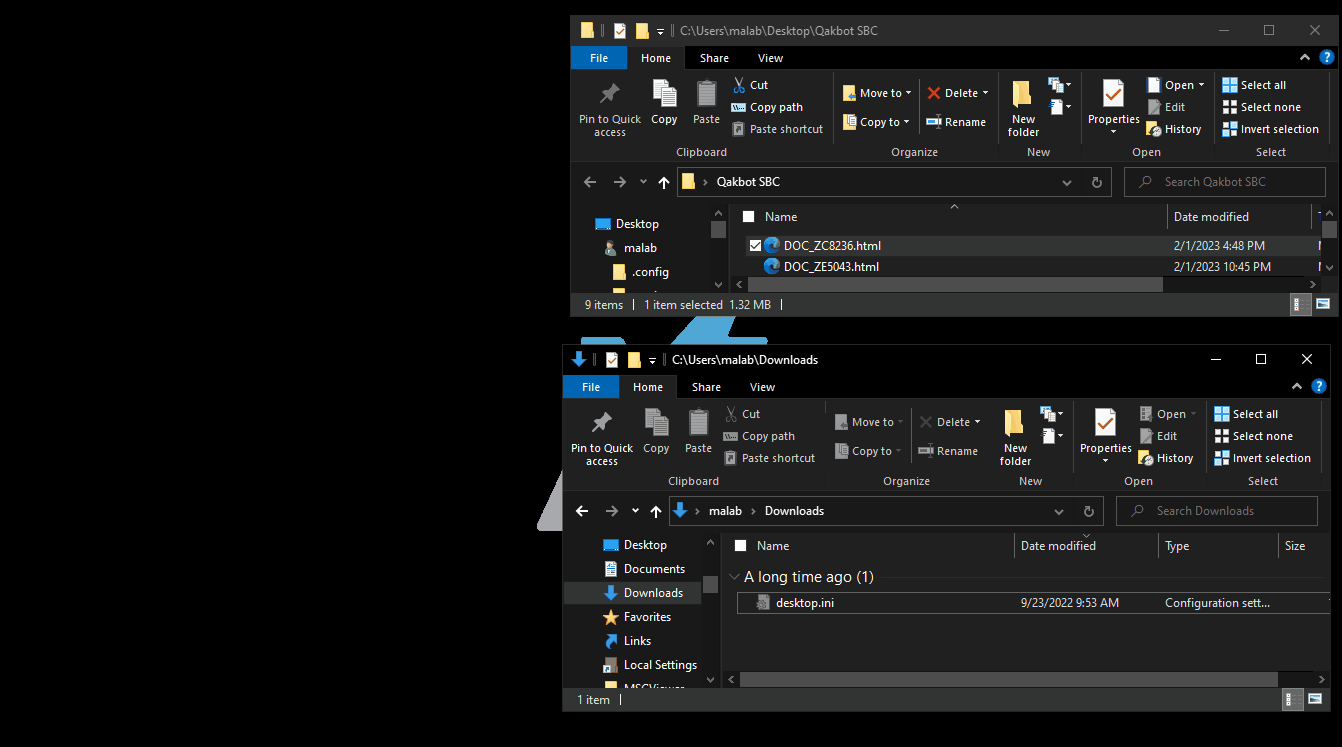 C:\Users\malab\Desktop\Qakbot SBC
File Home Share View
Pin to Quick access
Copy
Paste
Cut
Copy path
Paste shortcut
Clipboard
Move to
Copy to
Delete
Rename
Organize
New folder
New
Properties
Open
Edit
History
Open
Select all
Select none
Invert selection
Select
Qakbot SBC
Search Qakbot SBC
Desktop
malab
.config
Name Date modified
DOC_ZC8236.html 2/1/2023 4:48 PM
DOC_ZE5043.html 2/1/2023 10:45 PM
9 items 1 item selected 1.32 MB
C:\Users\malab\Downloads
File Home Share View
Pin to Quick access
Copy
Paste
Cut
Copy path
Paste shortcut
Clipboard
Move to
Copy to
Delete
Rename
Organize
New folder
New
Properties
Open
Edit
History
Open
Select all
Select none
Invert selection
Select
malab Downloads
Search Downloads
Desktop
Documents
Downloads
Favorites
Links
Local Settings
Name Date modified Type Size
A long time ago (1)
desktop.ini 9/23/2022 9:53 AM Configuration sett...
1 item